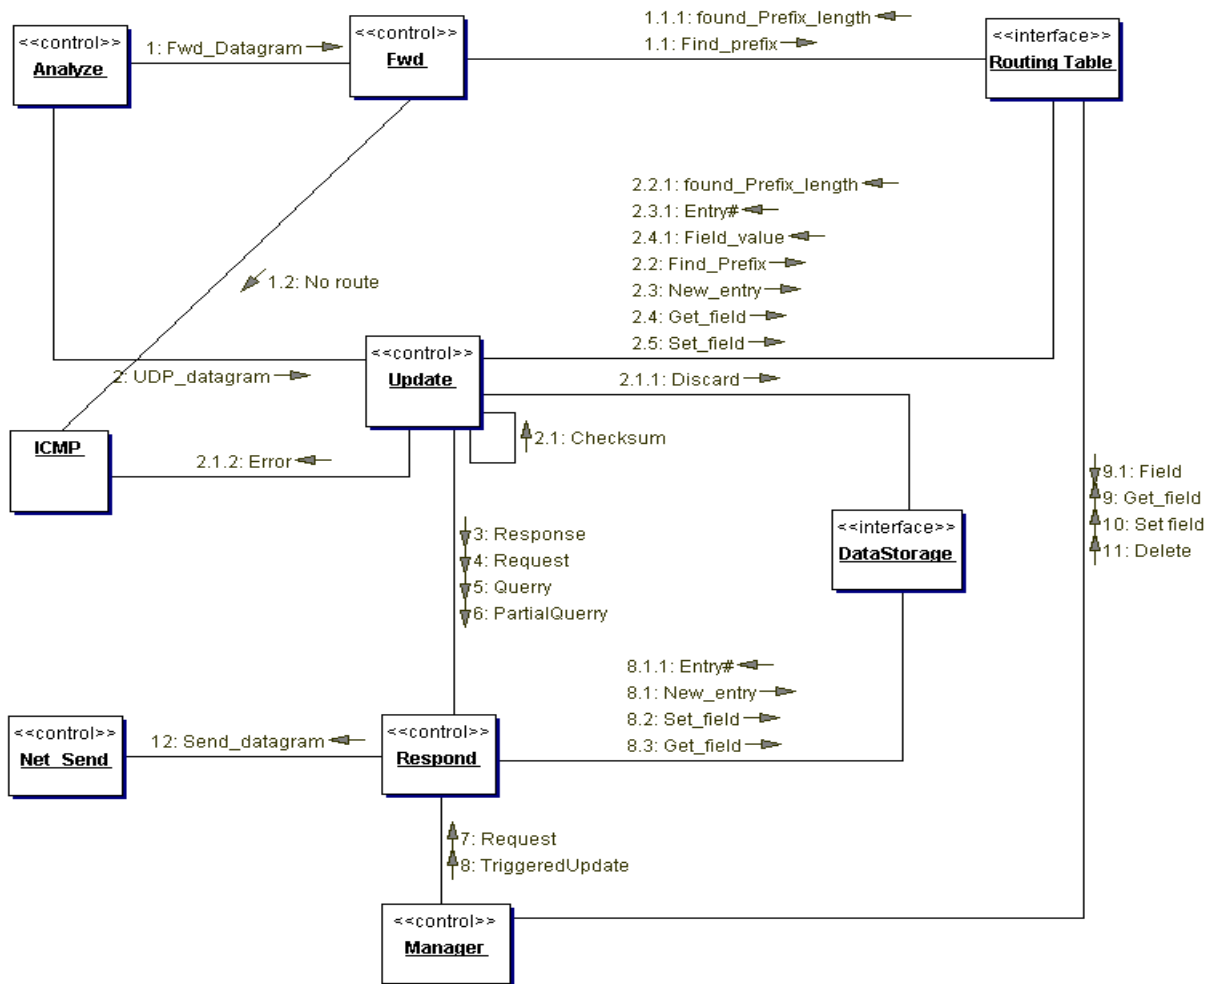 <<control>>
Analyze
1: Fwd_Datagram
<<control>>
Fwd
1.1.1: found_Prefix_length
1.1: Find_prefix
<<interface>>
Routing Table
2.2.1: found_Prefix_length
2.3.1: Entry#
2.4.1: Field_value
2.2: Find_Prefix
2.3: New_entry
2.4: Get_field
2.5: Set_field
1.2: No route
<<control>>
Update
2: UDP_datagram
2.1.1: Discard
2.1: Checksum
ICMP
2.1.2: Error
9.1: Field
9: Get_field
10: Set field
11: Delete
<<interface>>
DataStorage
3: Response
4: Request
5: Querry
6: PartialQuerry
8.1.1: Entry#
8.1: New_entry
8.2: Set_field
8.3: Get_field
<<control>>
Net_Send
12: Send_datagram
<<control>>
Respond
7: Request
8: TriggeredUpdate
<<control>>
Manager